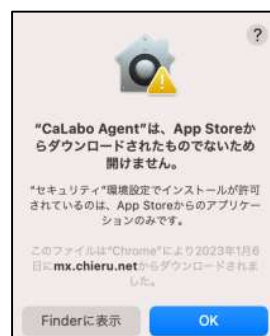 ?
"CaLabo Agent"は、App Storeか
らダウンロードされたものでないため
開けません。
"セキュリティ"環境設定でインストールが許可
されているのは、App Storeからのアプリケー
ションのみです。
このファイルは"Chrome"により2023年1月6
日にmx.chieru.netからダウンロードされま
した。
Finderに表示
OK